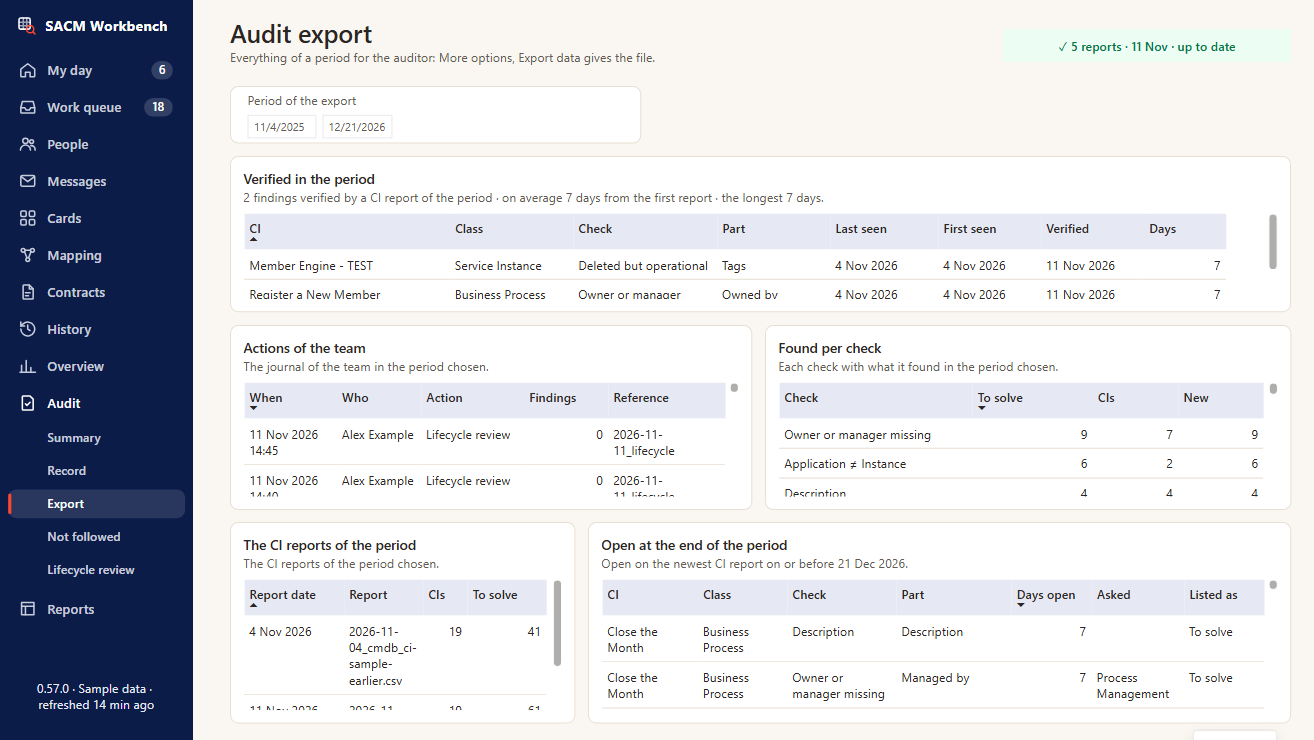 SACM Workbench
My day 6
Work queue 18
People
Messages
Cards
Mapping
Contracts
History
Overview
Audit
Summary
Record
Export
Not followed
Lifecycle review
Reports
0.57.0 · Sample data ·
refreshed 14 min ago
Audit export
Everything of a period for the auditor: More options, Export data gives the file.
✓ 5 reports · 11 Nov · up to date
Period of the export
11/4/2025 12/21/2026
Verified in the period
2 findings verified by a CI report of the period · on average 7 days from the first report · the longest 7 days.
CI Class Check Part Last seen First seen Verified Days
Member Engine - TEST Service Instance Deleted but operational Tags 4 Nov 2026 4 Nov 2026 11 Nov 2026 7
Register a New Member Business Process Owner or manager Owned by 4 Nov 2026 4 Nov 2026 11 Nov 2026 7
Actions of the team
The journal of the team in the period chosen.
When Who Action Findings Reference
11 Nov 2026 Alex Example Lifecycle review 0 2026-11-
14:45 11_lifecycle
11 Nov 2026 Alex Example Lifecycle review 0 2026-11-
14:40 11_lifecycle
Found per check
Each check with what it found in the period chosen.
Check To solve CIs New
Owner or manager missing 9 7 9
Application ≠ Instance 6 2 6
Description 4 4 4
The CI reports of the period
The CI reports of the period chosen.
Report date Report CIs To solve
4 Nov 2026 2026-11- 19 41
04_cmdb_ci-
sample-
earlier.csv
11 Nov 2026 2026-11- 19 61
Open at the end of the period
Open on the newest CI report on or before 21 Dec 2026.
CI Class Check Part Days open Asked Listed as
Close the Business Description Description 7 To solve
Month Process
Close the Business Owner or Managed by 7 Process To solve
Month Process manager missing Management